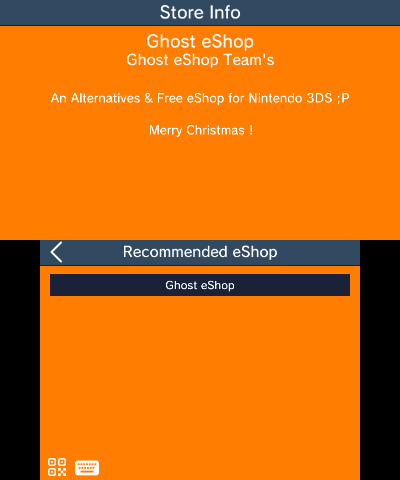 Store Info
Ghost eShop
Ghost eShop Team's
An Alternatives & Free eShop for Nintendo 3DS ;P
Merry Christmas !
Recommended eShop
Ghost eShop